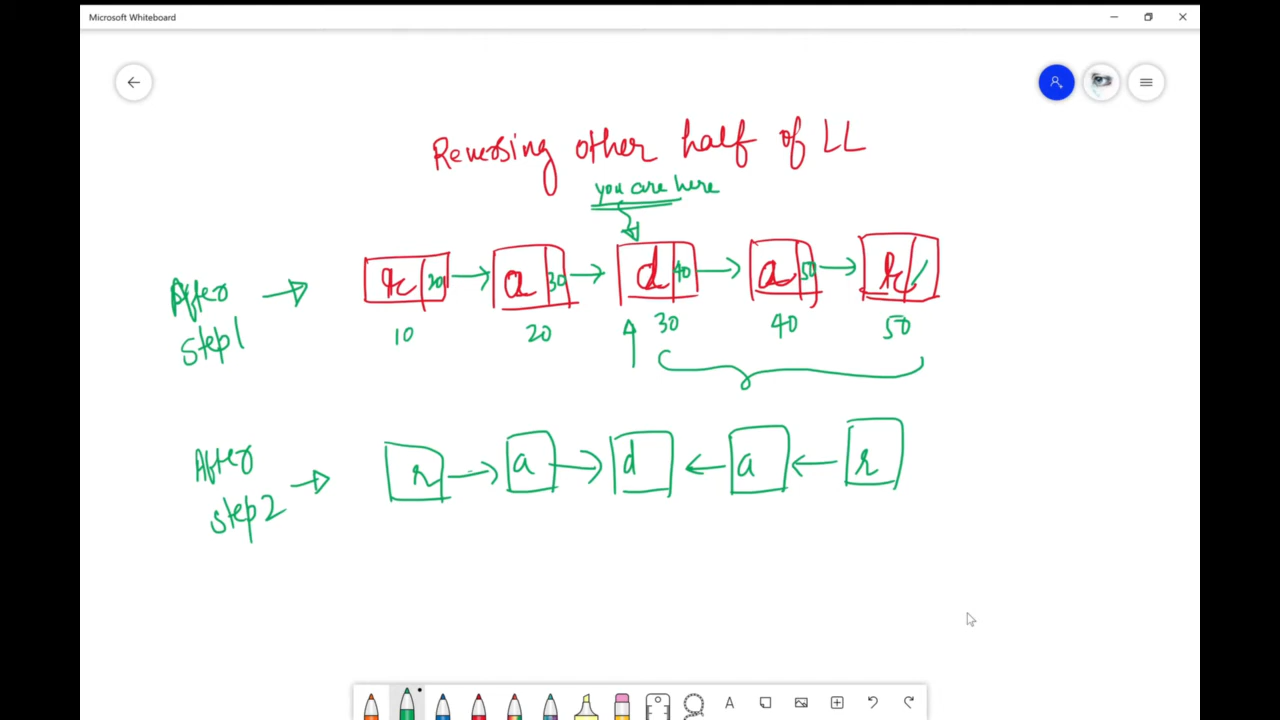 Microsoft Whiteboard
Reversing other half of LL
you are here
After step1
r 20 a 30 d 40 a 50 r
10 20 30 40 50
After step2
r a d a r
A